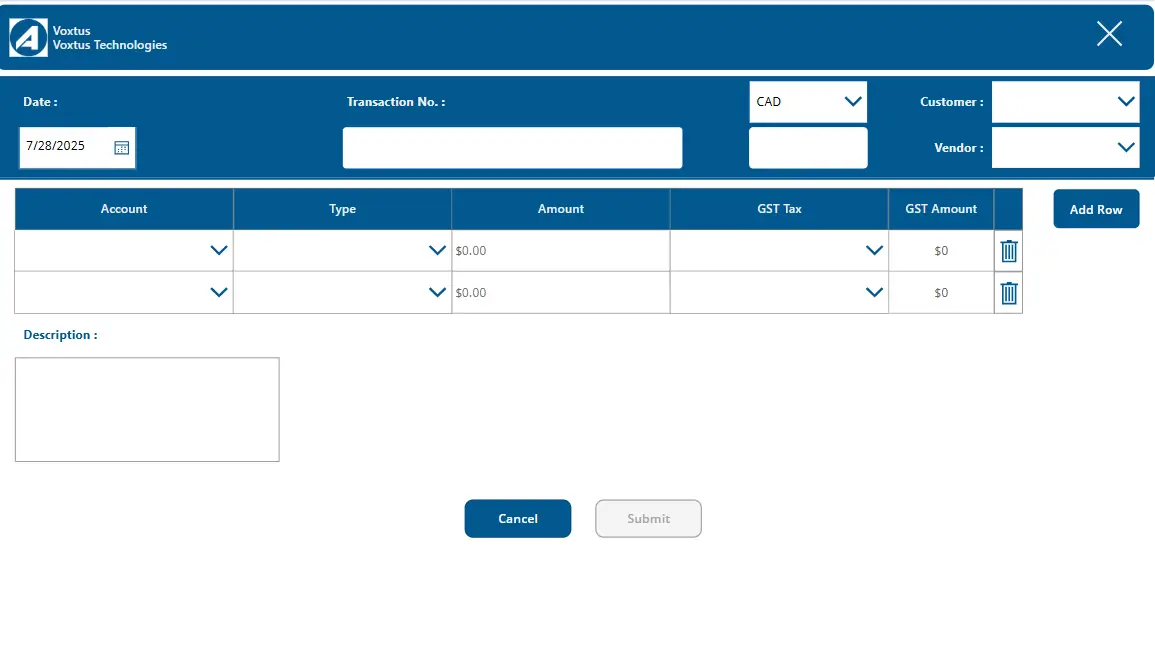 Voxtus
Voxtus Technologies
Date :
Transaction No. :
CAD
Customer :
7/28/2025
Vendor :
Account Type Amount GST Tax GST Amount Add Row
$0.00 $0
$0.00 $0
Description :
Cancel Submit